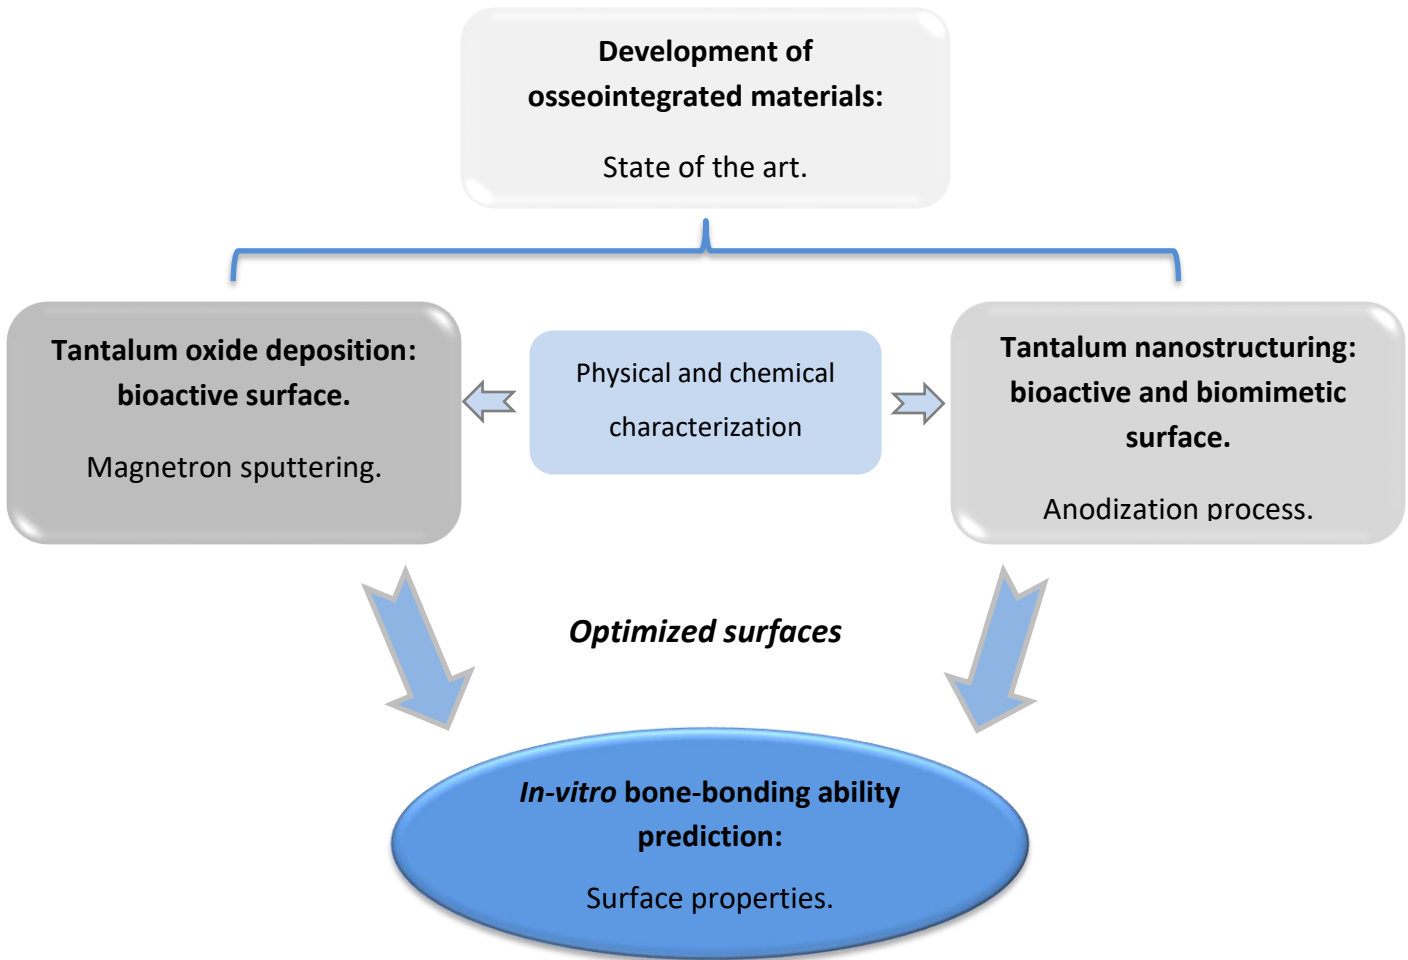 Development of
osseointegrated materials:
State of the art.
Tantalum oxide deposition:
bioactive surface.
Magnetron sputtering.
Physical and chemical
characterization
Tantalum nanostructuring:
bioactive and biomimetic
surface.
Anodization process.
Optimized surfaces
In-vitro bone-bonding ability
prediction:
Surface properties.